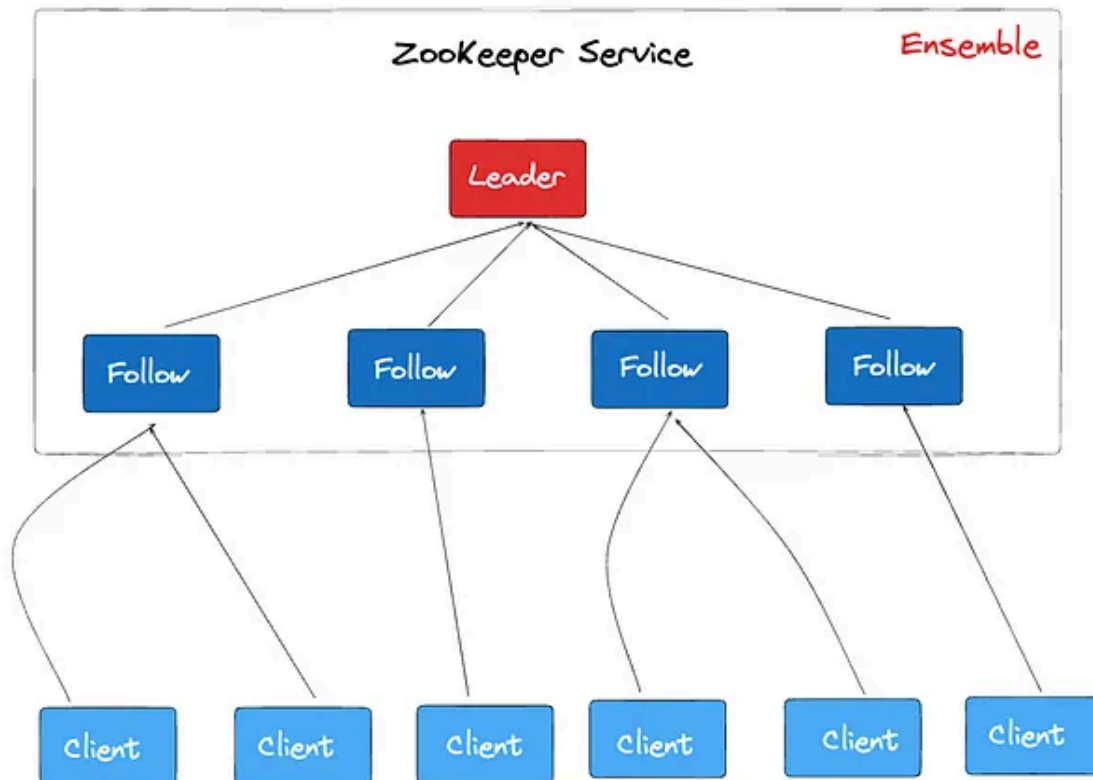 ZooKeeper Service
Ensemble
Leader
Follow
Follow
Follow
Follow
Client
Client
Client
Client
Client
Client